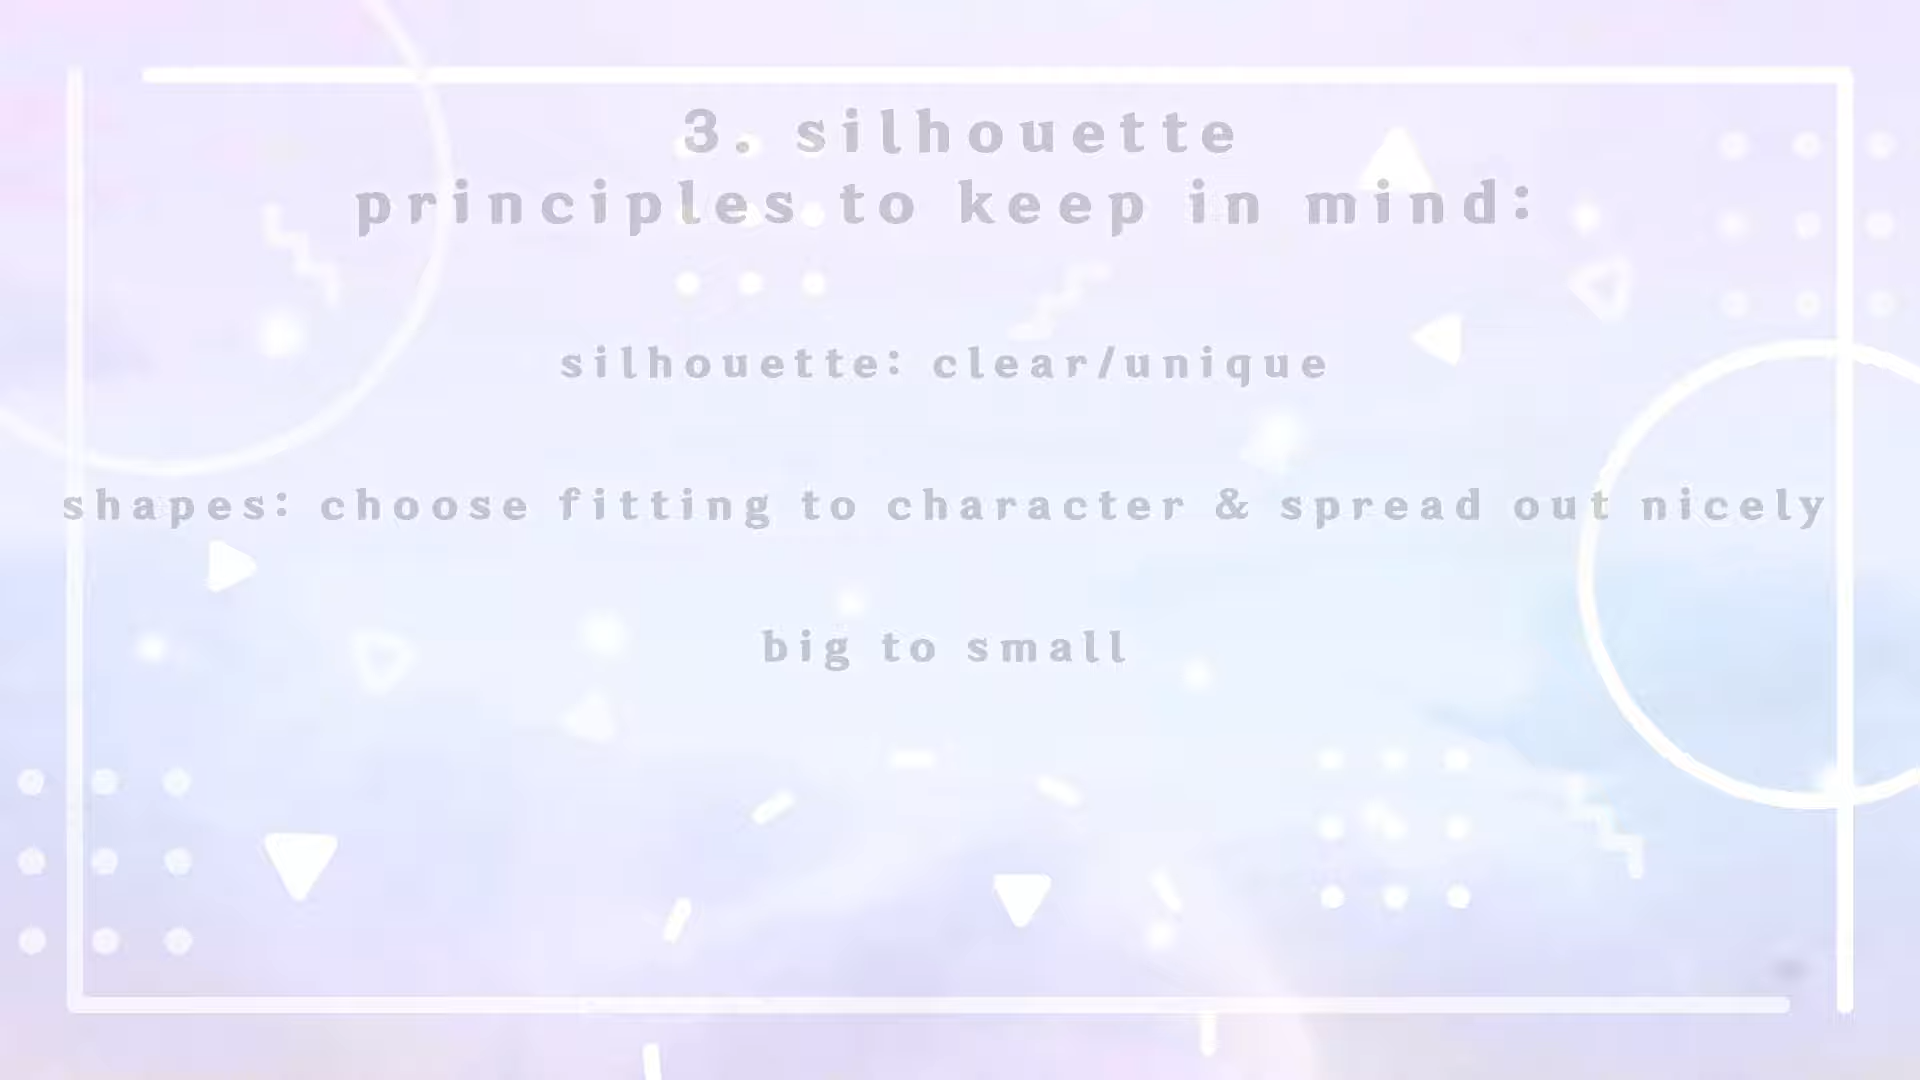 3. silhouette
principles to keep in mind:
silhouette: clear/unique
shapes: choose fitting to character & spread out nicely
big to small